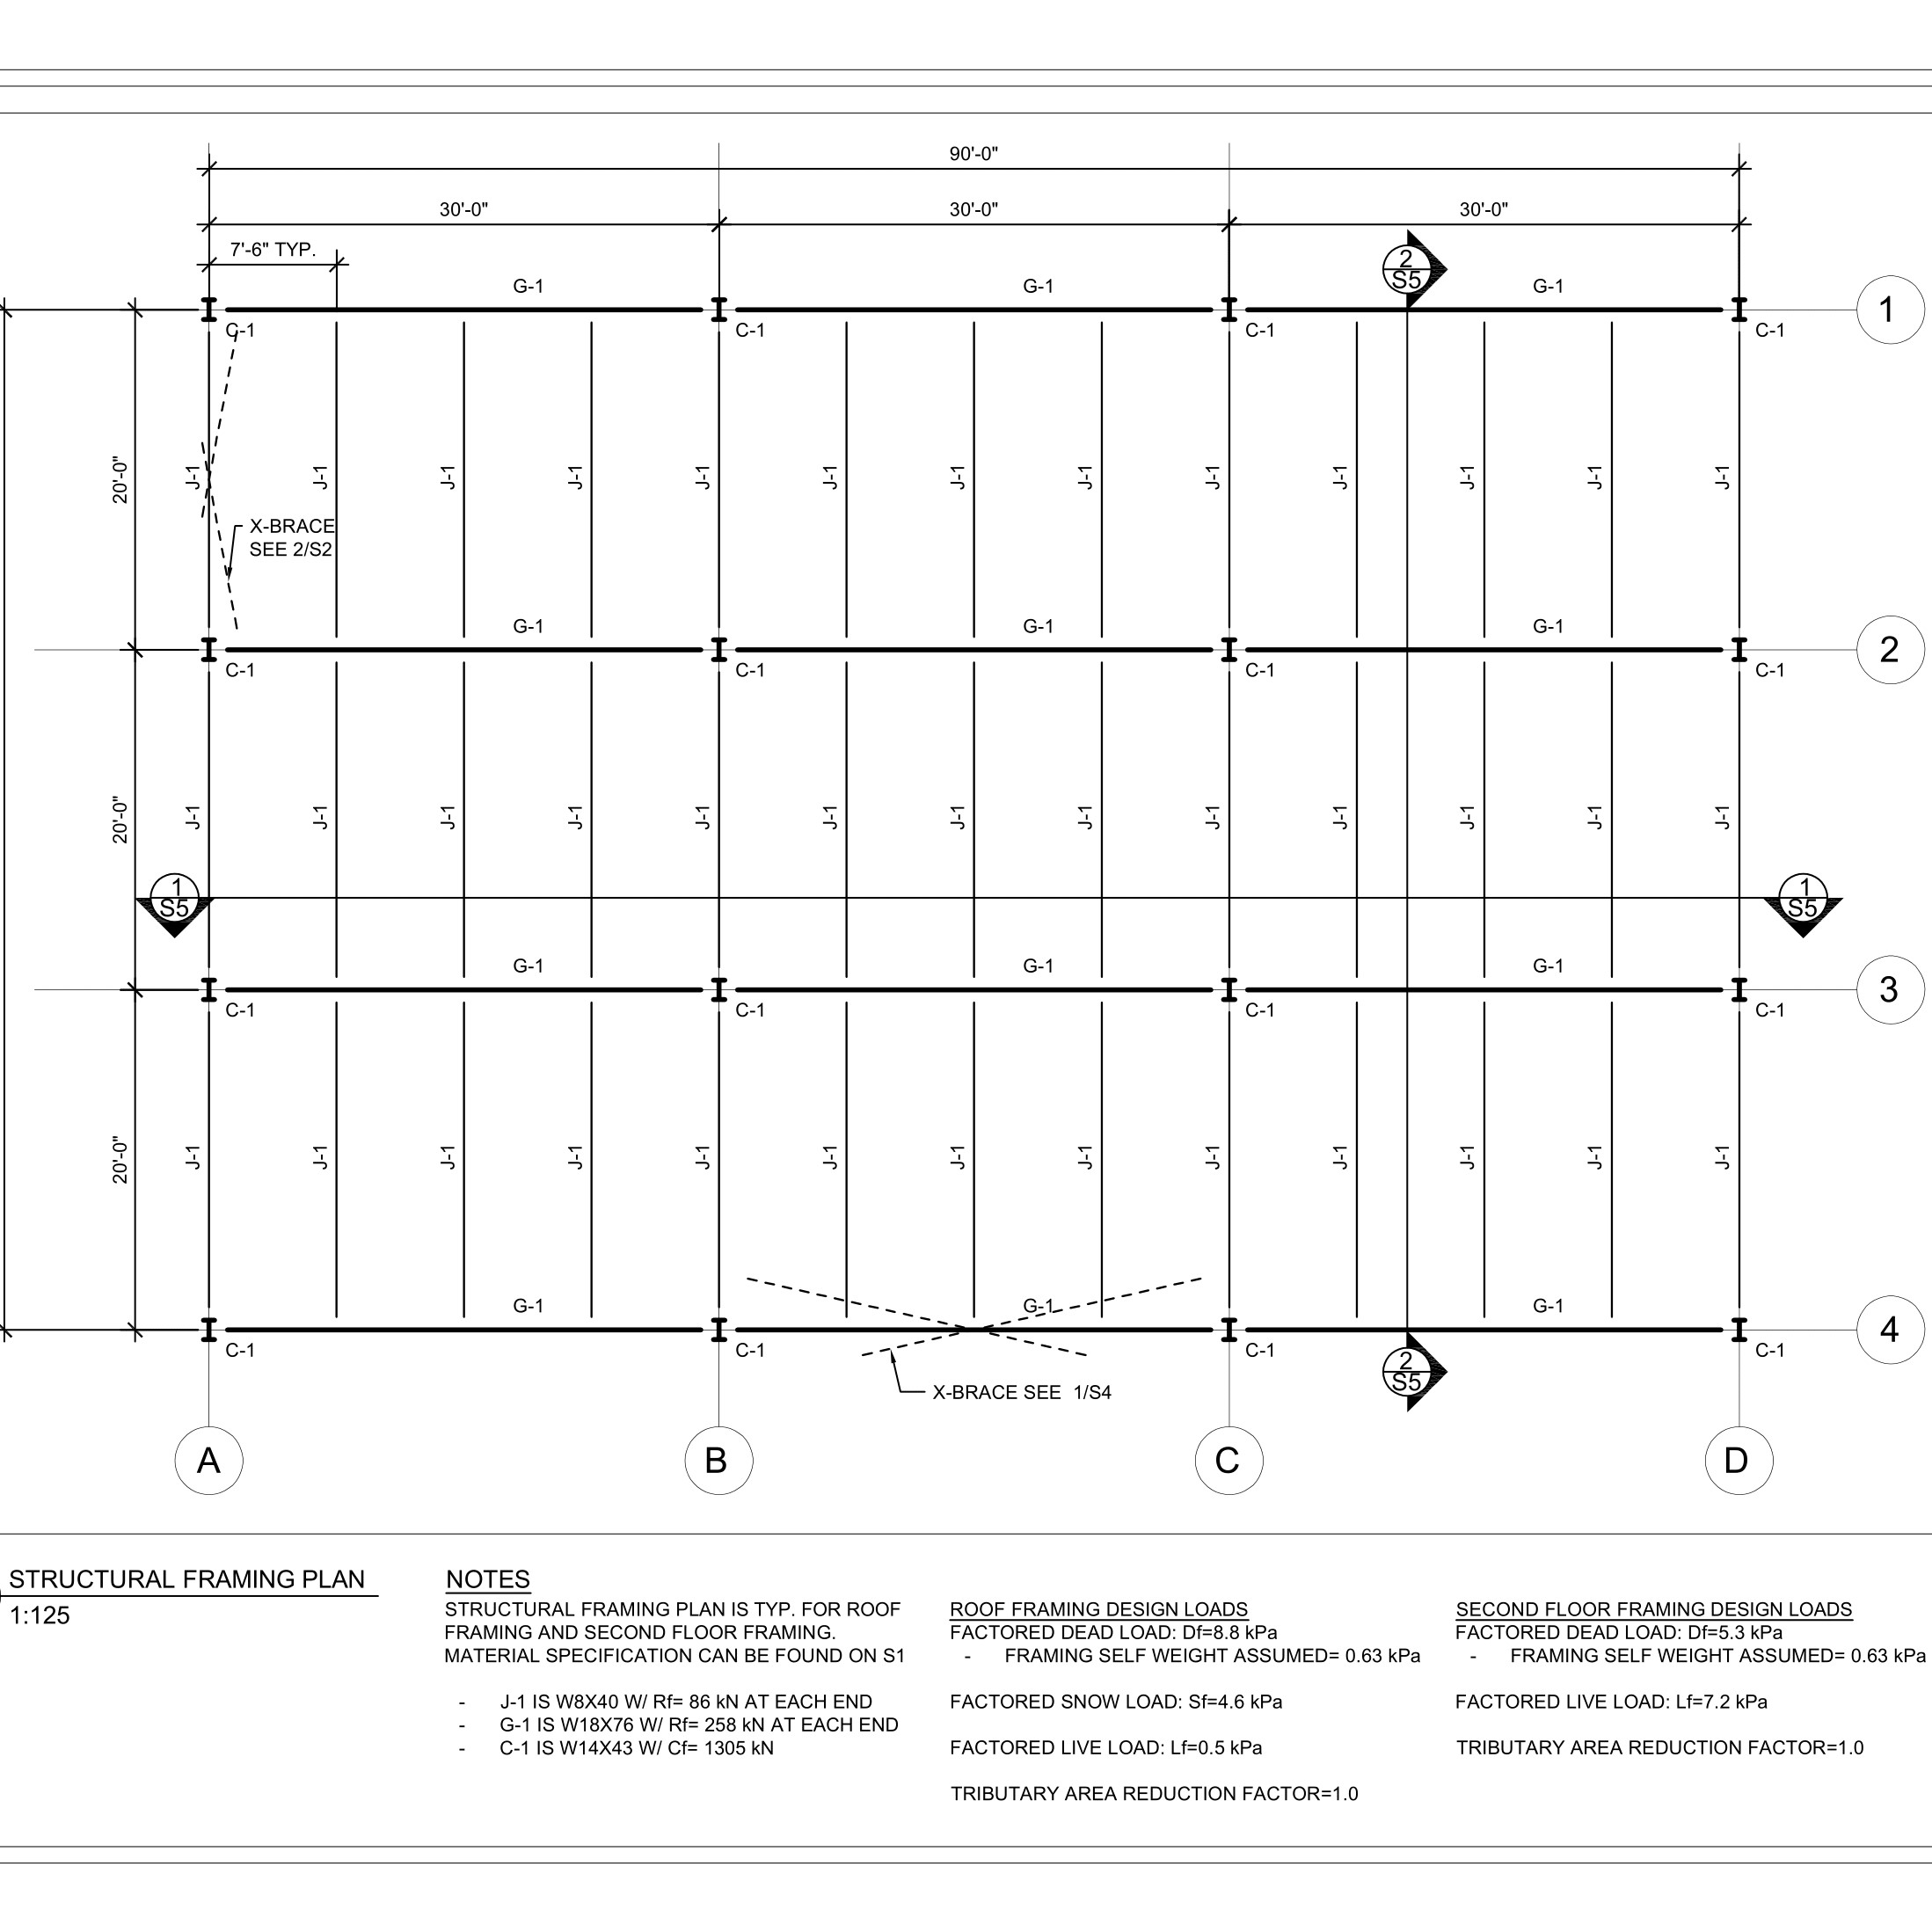 90'-0"
30'-0" 30'-0" 30'-0"
7'-6" TYP.
2
S5
G-1 G-1 G-1
1
C-1 C-1 C-1 C-1
20'-0"
J-1 J-1 J-1 J-1 J-1 J-1 J-1 J-1 J-1 J-1 J-1 J-1 J-1
X-BRACE
SEE 2/S2
G-1 G-1 G-1
2
C-1 C-1 C-1 C-1
20'-0"
J-1 J-1 J-1 J-1 J-1 J-1 J-1 J-1 J-1 J-1 J-1 J-1 J-1
1 1
S5 S5
G-1 G-1 G-1
3
C-1 C-1 C-1 C-1
20'-0"
J-1 J-1 J-1 J-1 J-1 J-1 J-1 J-1 J-1 J-1 J-1 J-1 J-1
G-1 G-1 G-1
4
C-1 C-1 C-1 C-1
2
S5
X-BRACE SEE 1/S4
A B C D
STRUCTURAL FRAMING PLAN
1:125
NOTES
STRUCTURAL FRAMING PLAN IS TYP. FOR ROOF
FRAMING AND SECOND FLOOR FRAMING.
MATERIAL SPECIFICATION CAN BE FOUND ON S1
- J-1 IS W8X40 W/ Rf= 86 kN AT EACH END
- G-1 IS W18X76 W/ Rf= 258 kN AT EACH END
- C-1 IS W14X43 W/ Cf= 1305 kN
ROOF FRAMING DESIGN LOADS
FACTORED DEAD LOAD: Df=8.8 kPa
- FRAMING SELF WEIGHT ASSUMED= 0.63 kPa
FACTORED SNOW LOAD: Sf=4.6 kPa
FACTORED LIVE LOAD: Lf=0.5 kPa
TRIBUTARY AREA REDUCTION FACTOR=1.0
SECOND FLOOR FRAMING DESIGN LOADS
FACTORED DEAD LOAD: Df=5.3 kPa
- FRAMING SELF WEIGHT ASSUMED= 0.63 kPa
FACTORED LIVE LOAD: Lf=7.2 kPa
TRIBUTARY AREA REDUCTION FACTOR=1.0